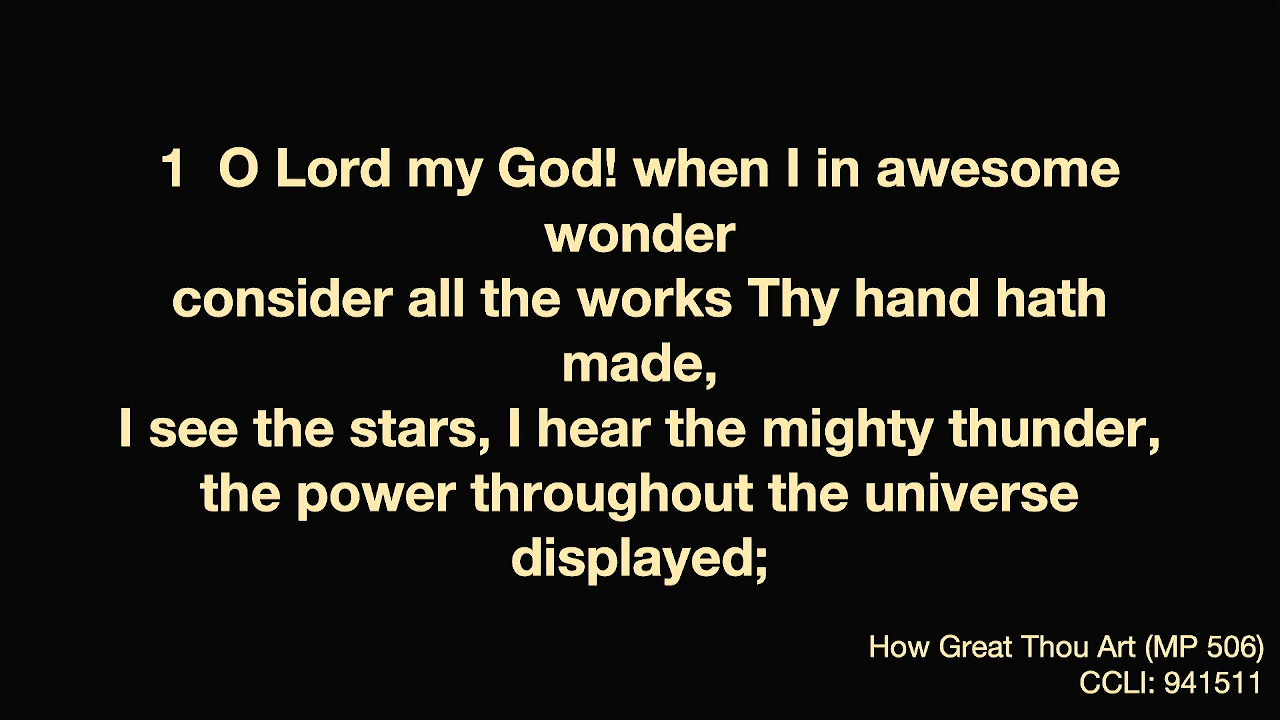 1  O Lord my God! when I in awesome
wonder
consider all the works Thy hand hath
made,
I see the stars, I hear the mighty thunder,
the power throughout the universe
displayed;
How Great Thou Art (MP 506)
CCLI: 941511